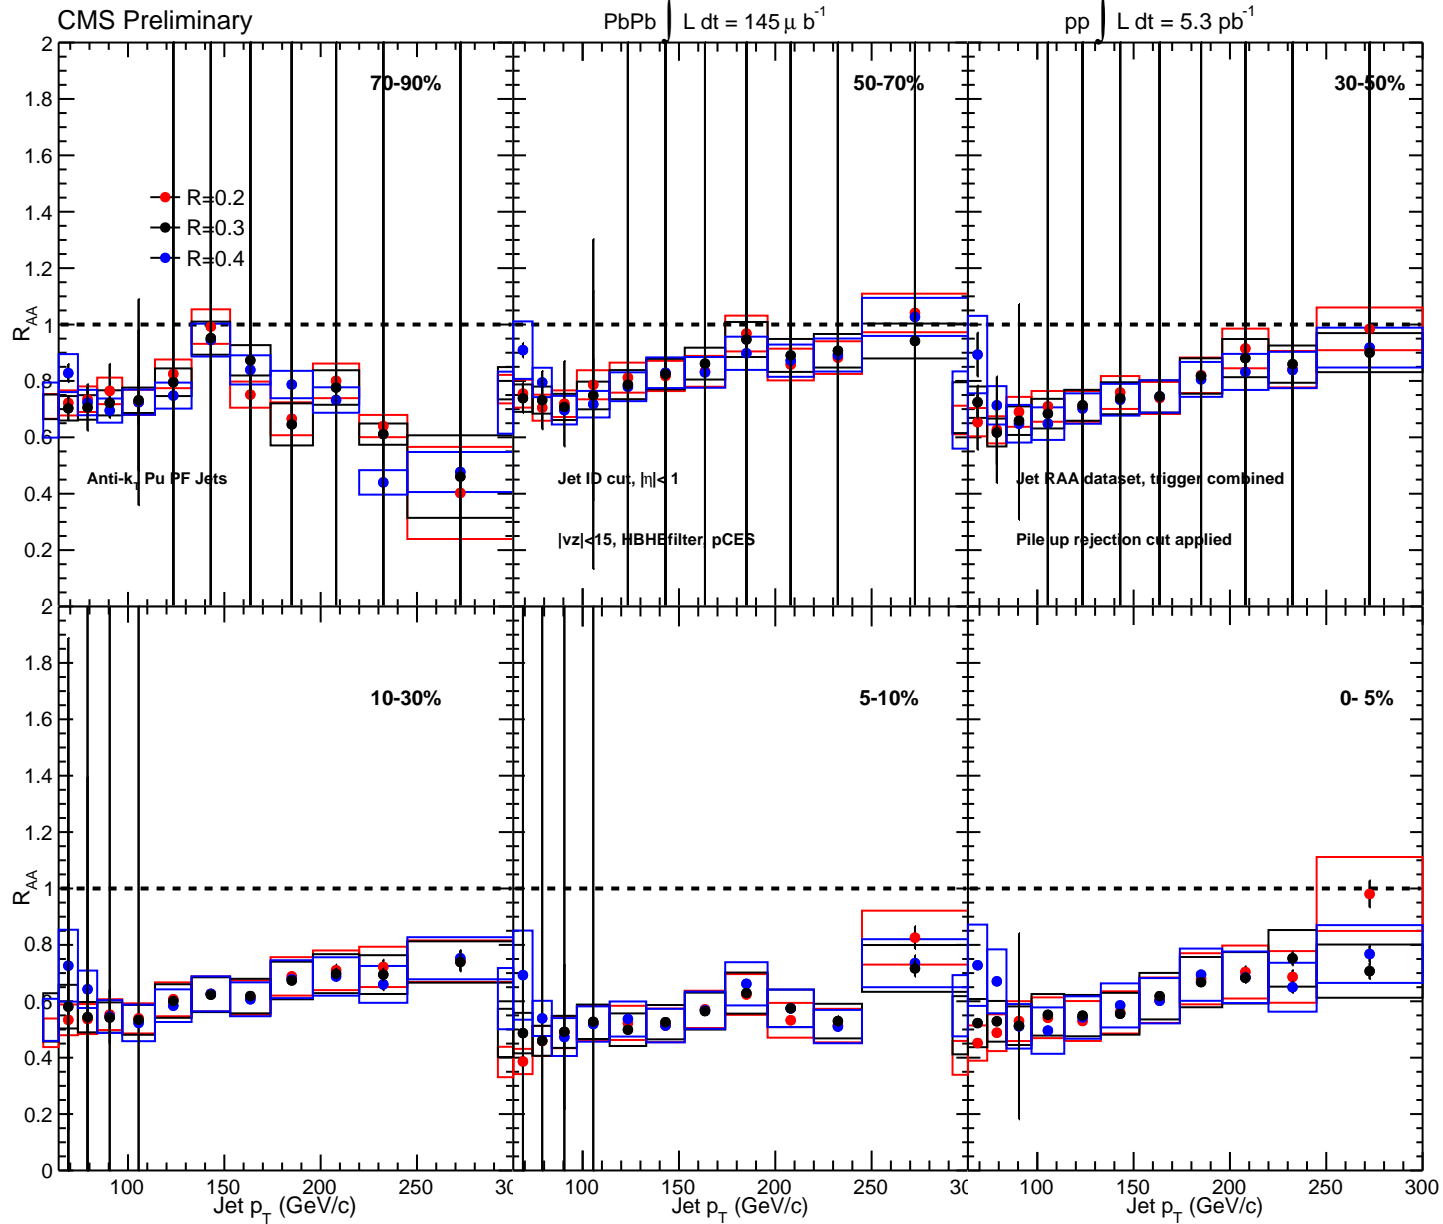 CMS Preliminary
PbPb ∫ L dt = 145 μ b^-1
pp ∫ L dt = 5.3 pb^-1
2
1.8
1.6
1.4
1.2
1
0.8
0.6
0.4
0.2
R_AA
70-90%
R=0.2
R=0.3
R=0.4
Anti-k_T Pu PF Jets
50-70%
Jet ID cut, |η|< 1
|vz|<15, HBHEfilter, pCES
30-50%
Jet RAA dataset, trigger combined
Pile up rejection cut applied
2
1.8
1.6
1.4
1.2
1
0.8
0.6
0.4
0.2
0
R_AA
10-30%
5-10%
0- 5%
100 150 200 250 30
100 150 200 250 30
100 150 200 250 300
Jet p_T (GeV/c)
Jet p_T (GeV/c)
Jet p_T (GeV/c)